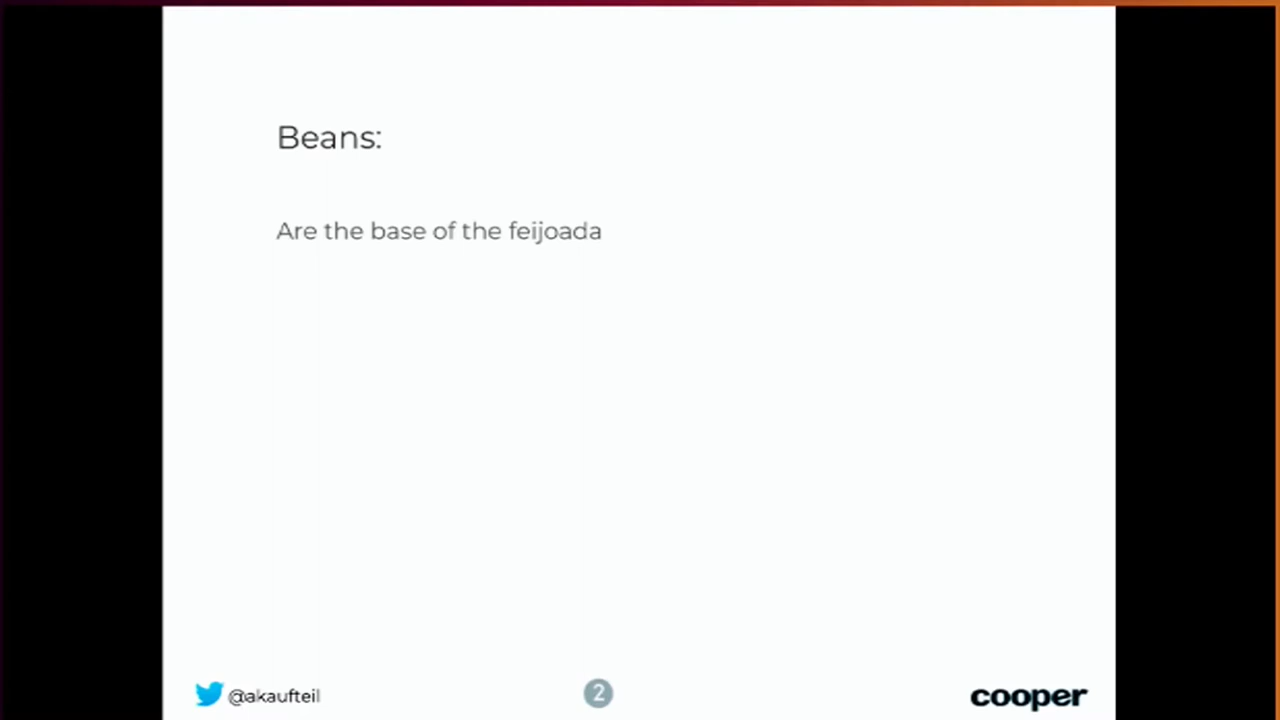 Beans:
Are the base of the feijoada
@akaufteil
2
cooper